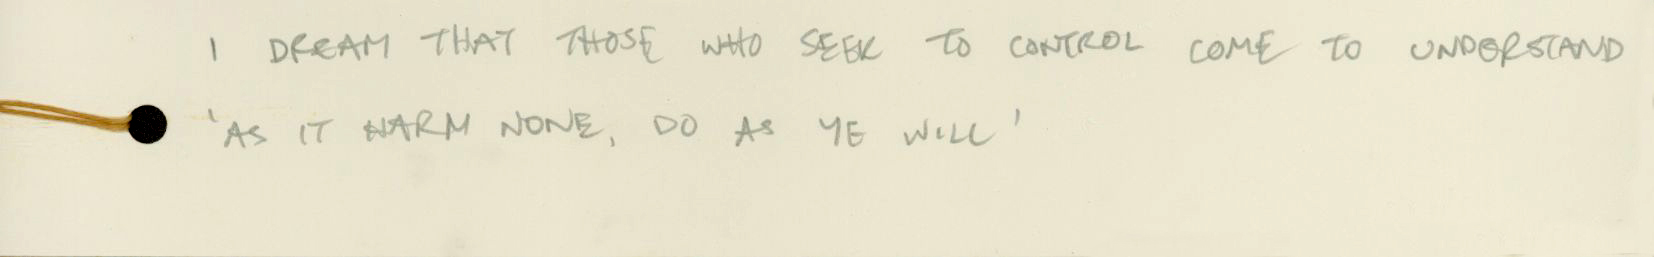 I DREAM THAT THOSE WHO SEEK TO CONTROL COME TO UNDERSTAND
'AS IT HARM NONE, DO AS YE WILL'